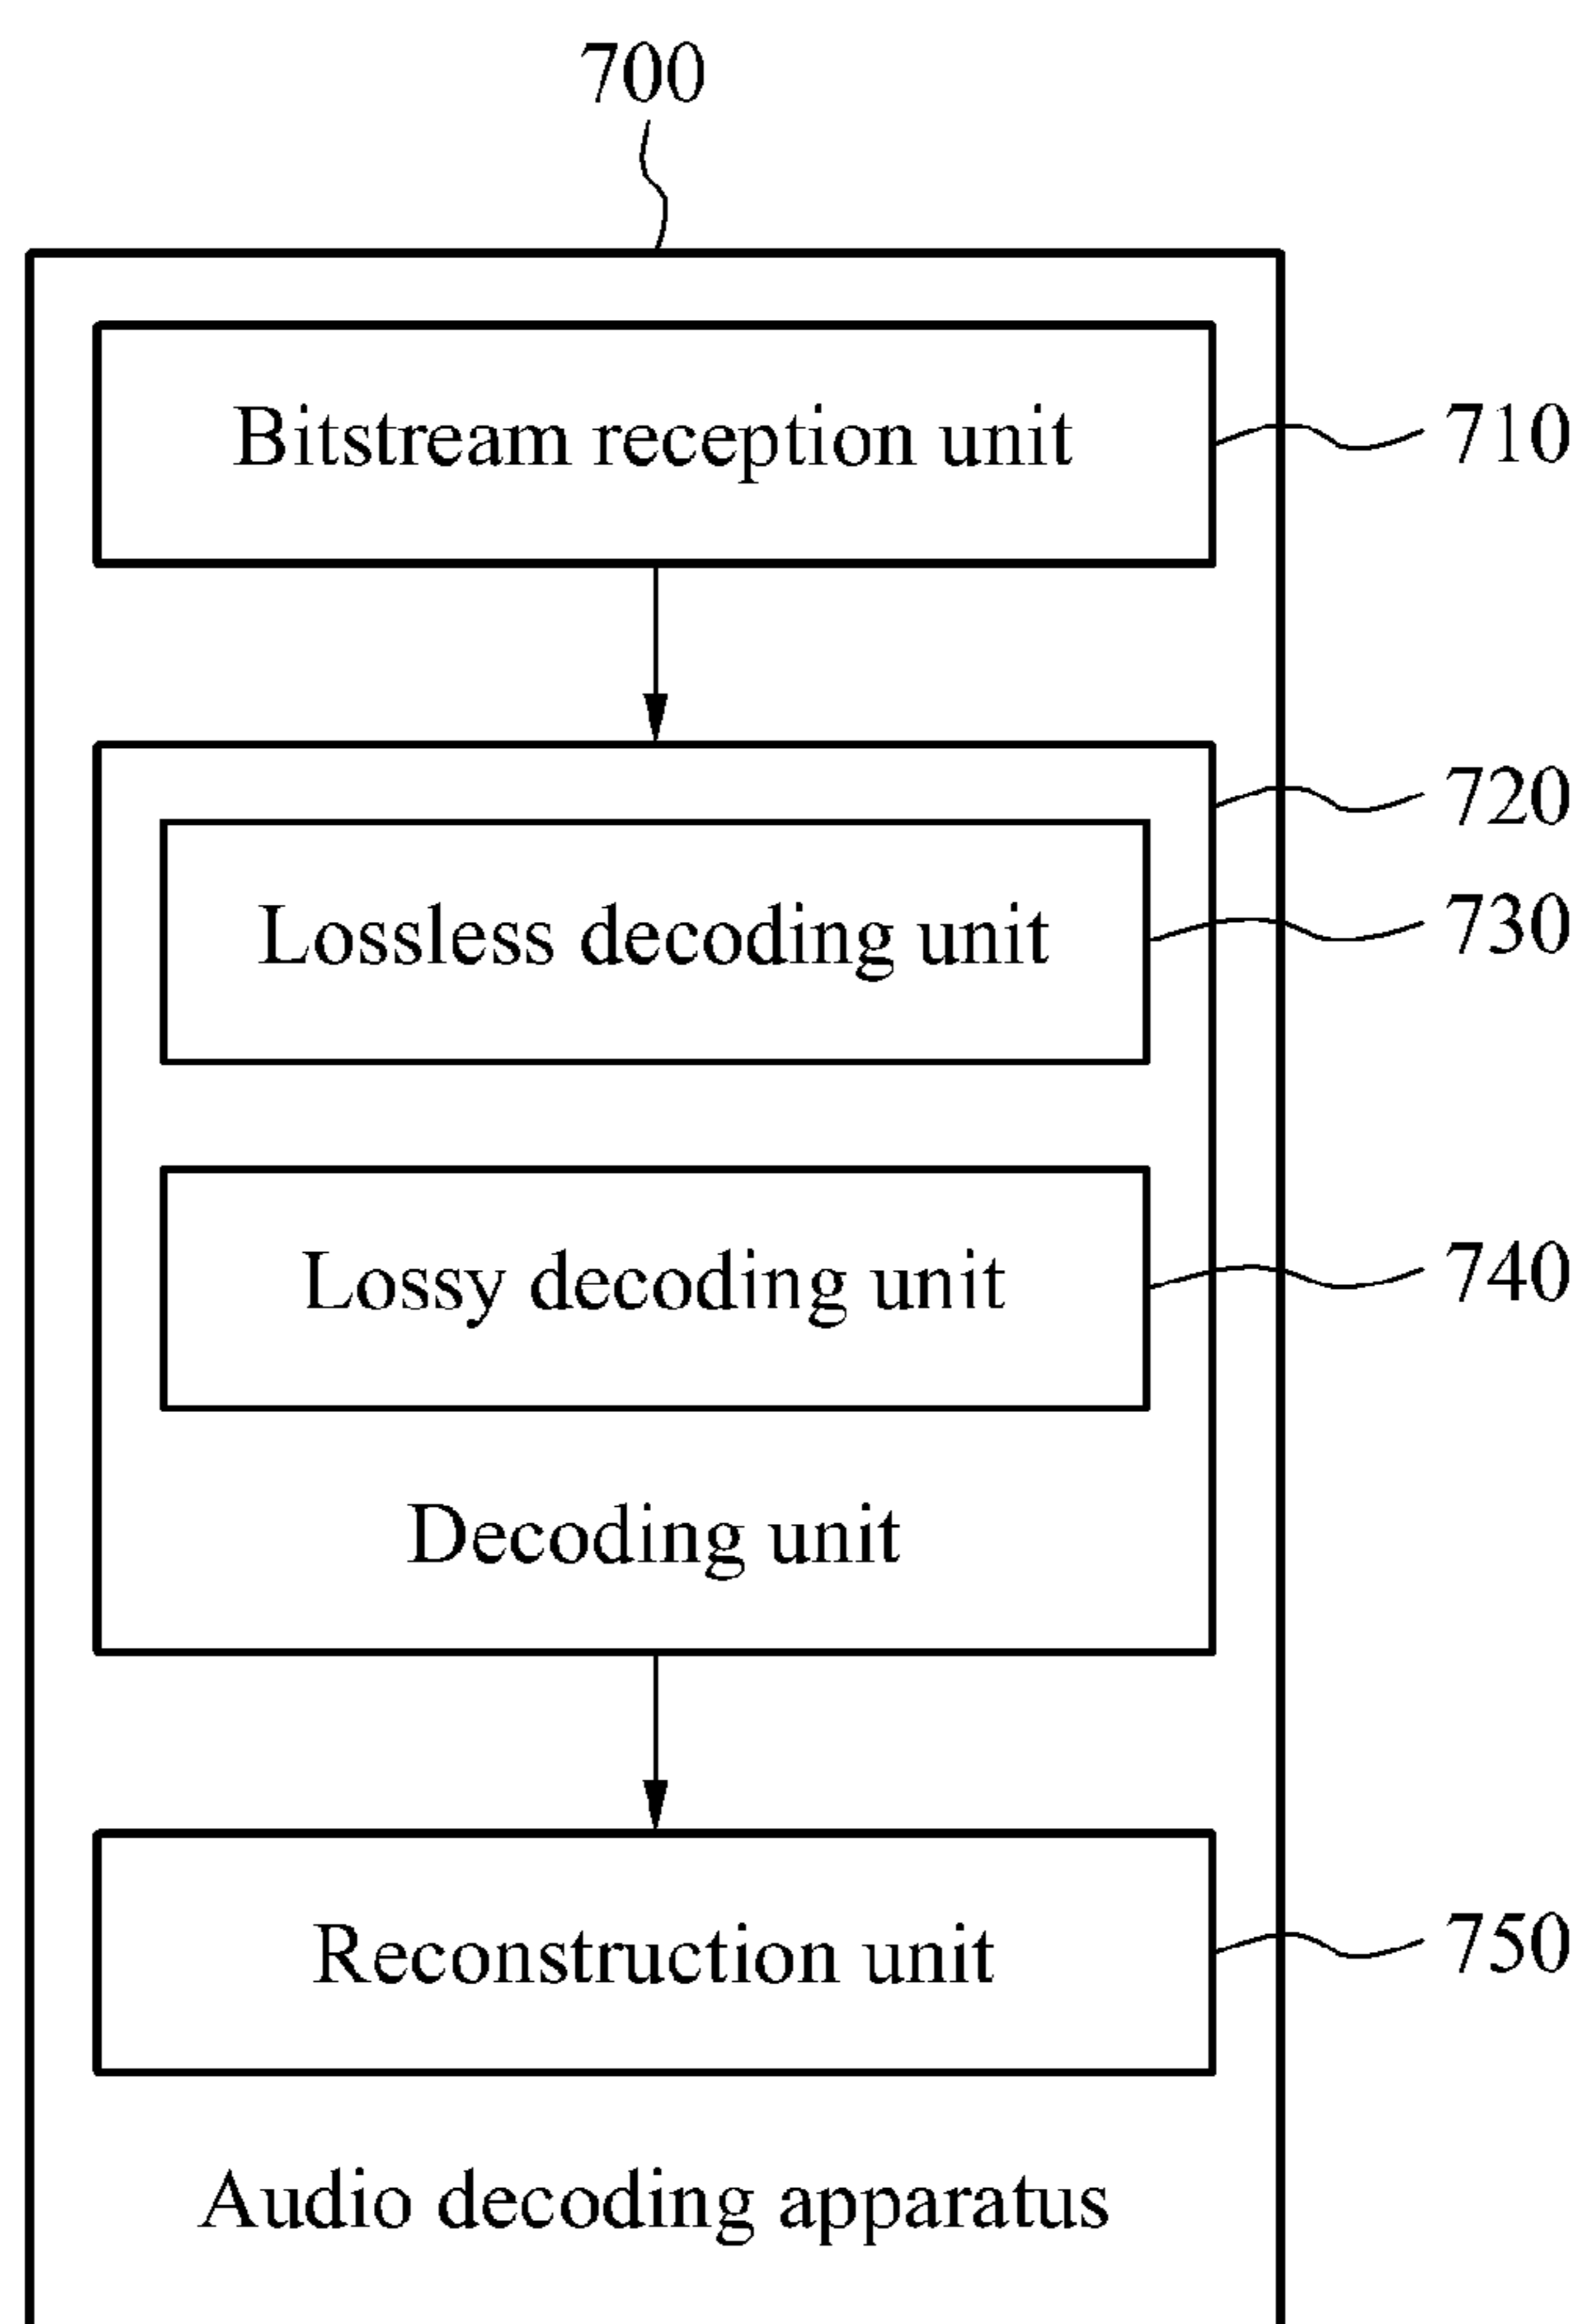 700
Bitstream reception unit
710
720
Lossless decoding unit
730
Lossy decoding unit
740
Decoding unit
Reconstruction unit
750
Audio decoding apparatus